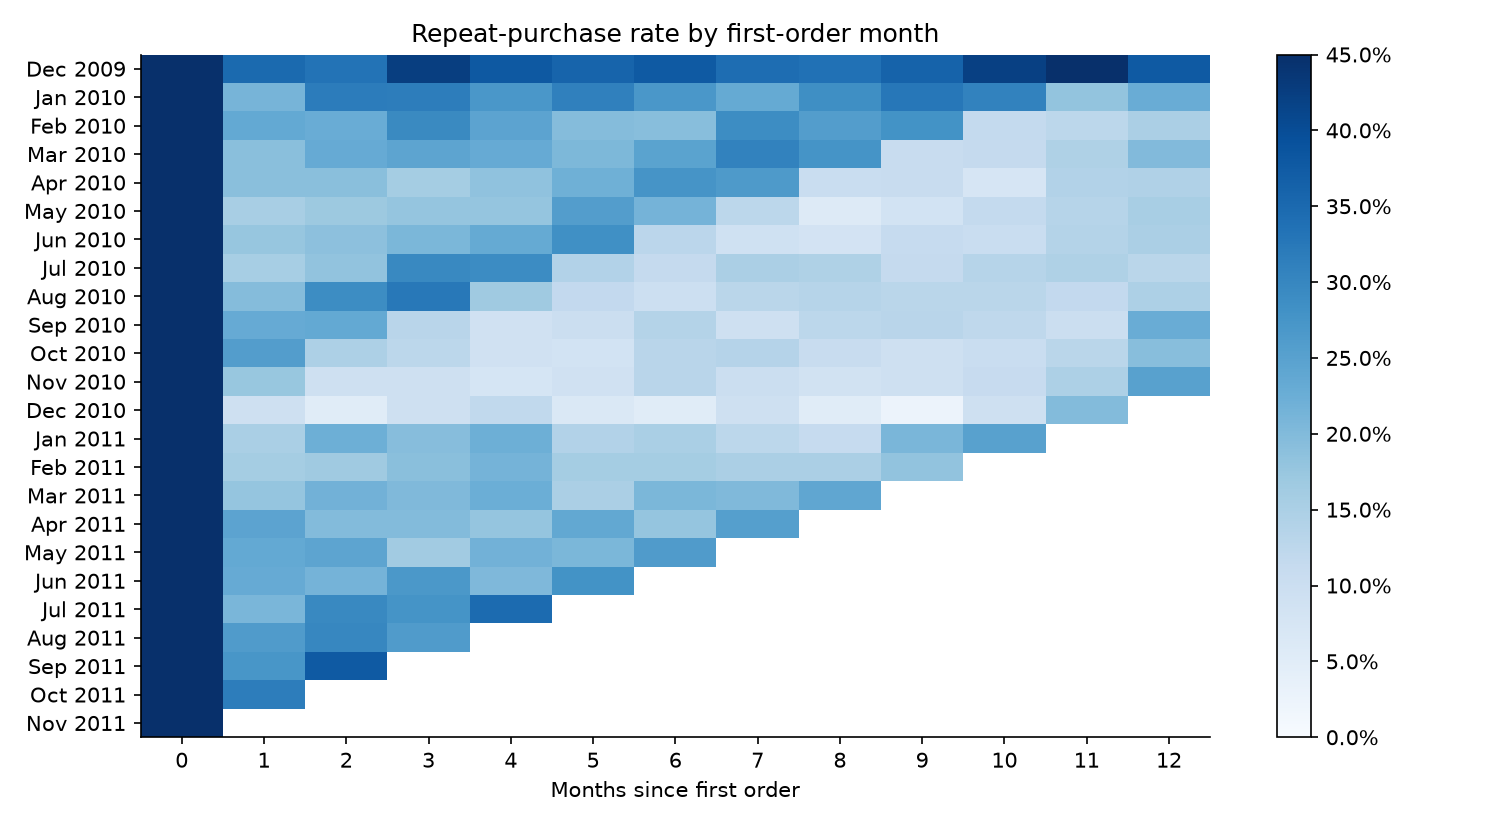 Repeat-purchase rate by first-order month
Dec 2009
Jan 2010
Feb 2010
Mar 2010
Apr 2010
May 2010
Jun 2010
Jul 2010
Aug 2010
Sep 2010
Oct 2010
Nov 2010
Dec 2010
Jan 2011
Feb 2011
Mar 2011
Apr 2011
May 2011
Jun 2011
Jul 2011
Aug 2011
Sep 2011
Oct 2011
Nov 2011
0 1 2 3 4 5 6 7 8 9 10 11 12
Months since first order
45.0%
40.0%
35.0%
30.0%
25.0%
20.0%
15.0%
10.0%
5.0%
0.0%